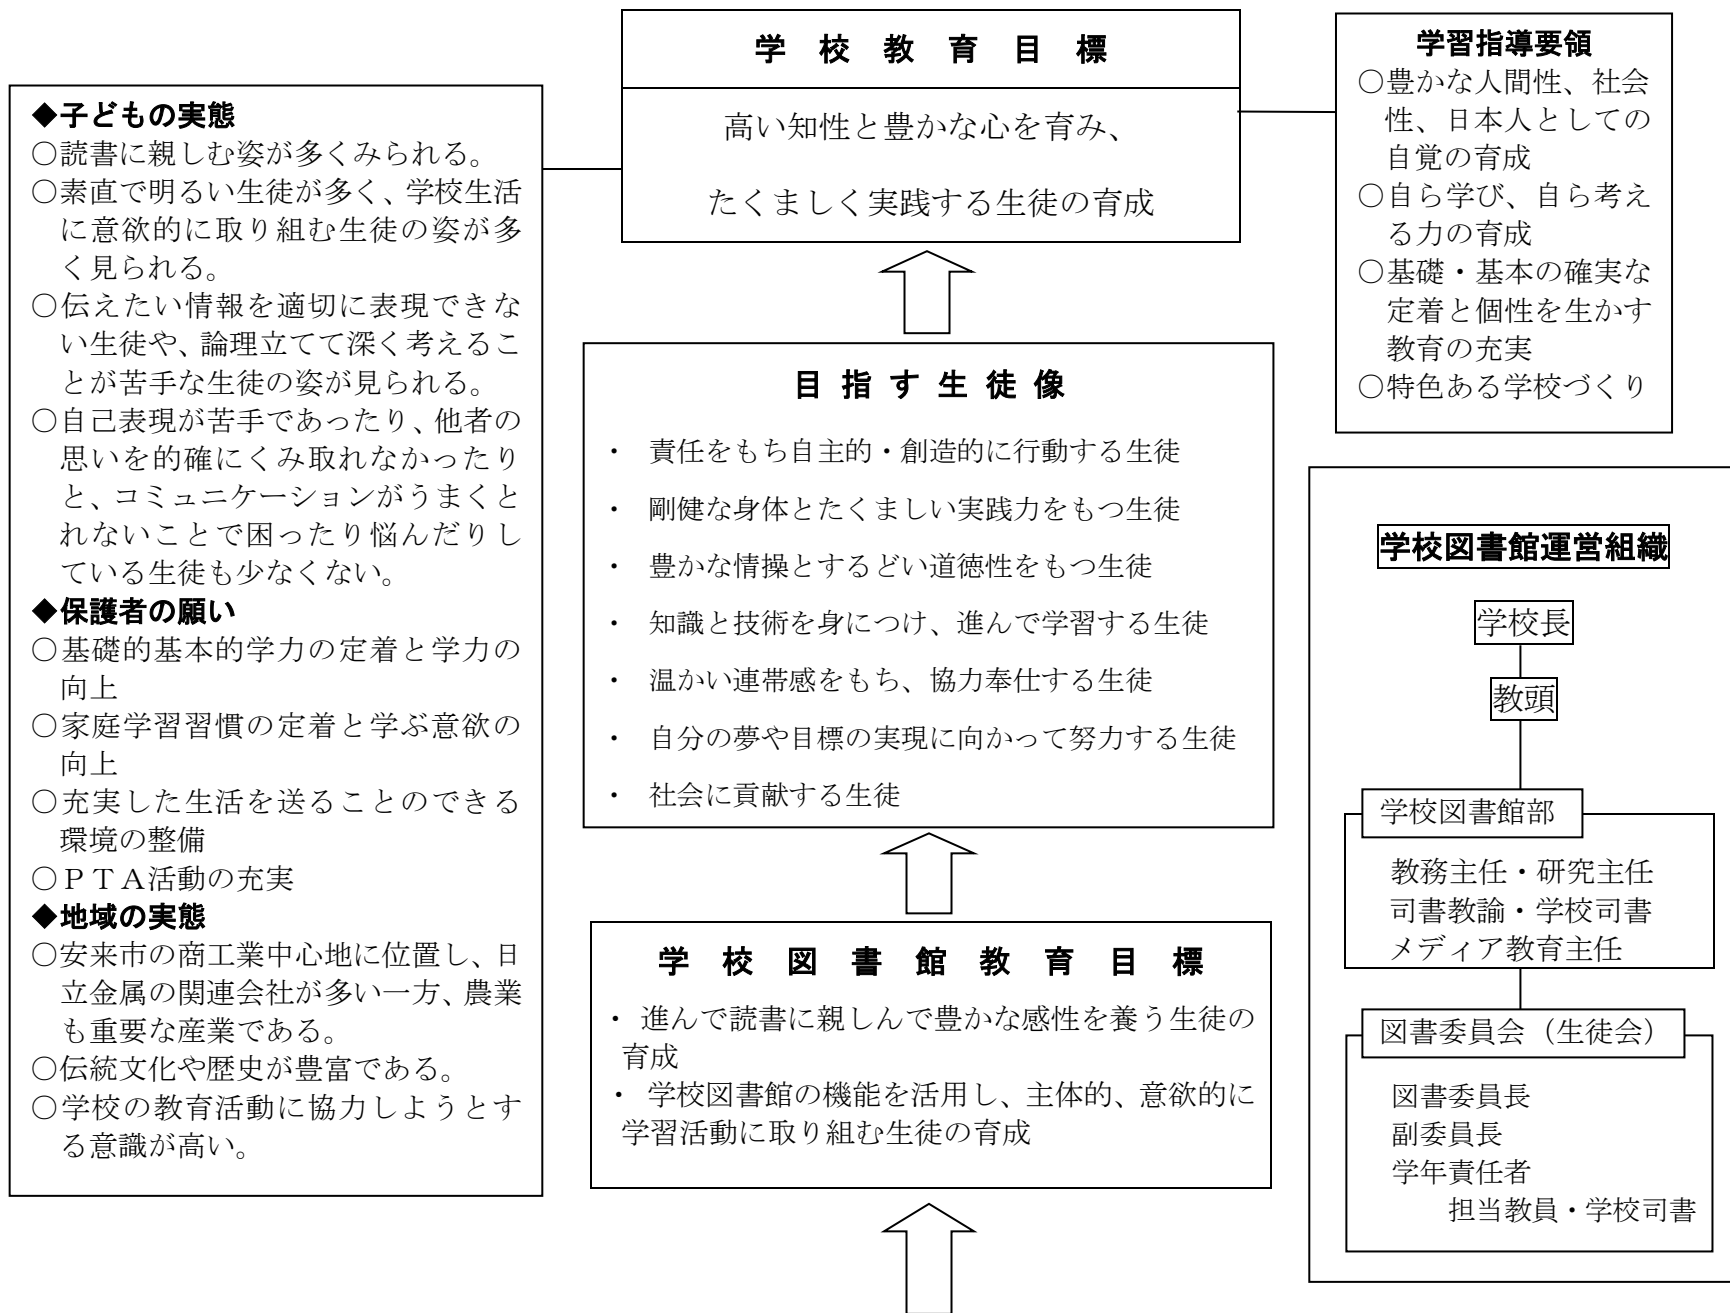 学校教育目標
高い知性と豊かな心を育み、
たくましく実践する生徒の育成
◆子どもの実態
○読書に親しむ姿が多くみられる。
○素直で明るい生徒が多く、学校生活
に意欲的に取り組む生徒の姿が多
く見られる。
○伝えたい情報を適切に表現できな
い生徒や、論理立てて深く考えるこ
とが苦手な生徒の姿が見られる。
○自己表現が苦手であったり、他者の
思いを的確にくみ取れなかったり
と、コミュニケーションがうまくと
れないことで困ったり悩んだりし
ている生徒も少なくない。
◆保護者の願い
○基礎的基本的学力の定着と学力の
向上
○家庭学習習慣の定着と学ぶ意欲の
向上
○充実した生活を送ることのできる
環境の整備
○PTA活動の充実
◆地域の実態
○安来市の商工業中心地に位置し、日
立金属の関連会社が多い一方、農業
も重要な産業である。
○伝統文化や歴史が豊富である。
○学校の教育活動に協力しようとす
る意識が高い。
目指す生徒像
・ 責任をもち自主的・創造的に行動する生徒
・ 剛健な身体とたくましい実践力をもつ生徒
・ 豊かな情操とするどい道徳性をもつ生徒
・ 知識と技術を身につけ、進んで学習する生徒
・ 温かい連帯感をもち、協力奉仕する生徒
・ 自分の夢や目標の実現に向かって努力する生徒
・ 社会に貢献する生徒
学校図書館教育目標
・ 進んで読書に親しんで豊かな感性を養う生徒の
育成
・ 学校図書館の機能を活用し、主体的、意欲的に
学習活動に取り組む生徒の育成
学習指導要領
○豊かな人間性、社会
性、日本人としての
自覚の育成
○自ら学び、自ら考え
る力の育成
○基礎・基本の確実な
定着と個性を生かす
教育の充実
○特色ある学校づくり
学校図書館運営組織
学校長
教頭
学校図書館部
教務主任・研究主任
司書教諭・学校司書
メディア教育主任
図書委員会（生徒会）
図書委員長
副委員長
学年責任者
担当教員・学校司書